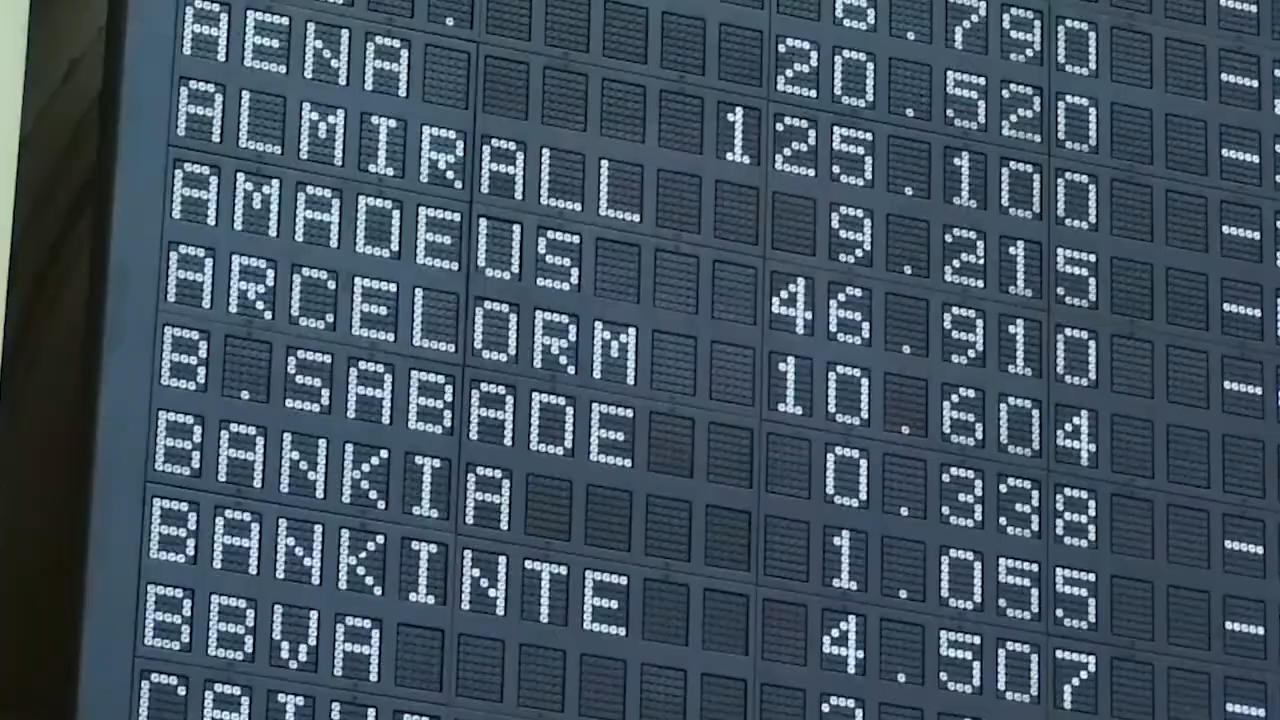 .790 -
20.520 -
AENA 125.100 -
ALMIRALL 9.215 -
AMADEUS 46.910 -
ARCELORM 10.604
B.SABADE 0.338 -
BANKIA 1.055 -
BANKINTE 4.507 -
BBVA